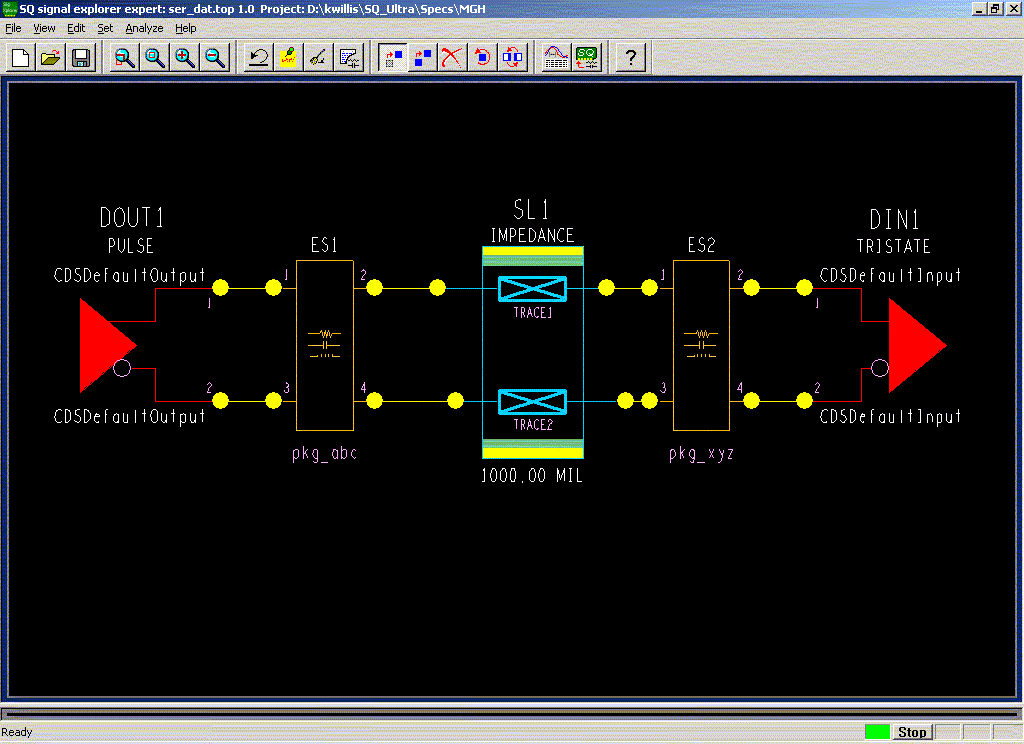 SQ signal explorer expert: ser_dat.top 1.0 Project: D:\kwillis\SQ_Ultra\Specs\MGH
File View Edit Set Analyze Help
SQ
?
DOUT1
PULSE
CDSDefaultOutput
1
2
CDSDefaultOutput
ES1
1 2
3 4
pkg_abc
SL1
IMPEDANCE
TRACE1
TRACE2
1000.00 MIL
ES2
1 2
3 4
pkg_xyz
DIN1
TRISTATE
CDSDefaultInput
1
2
CDSDefaultInput
Ready
Stop